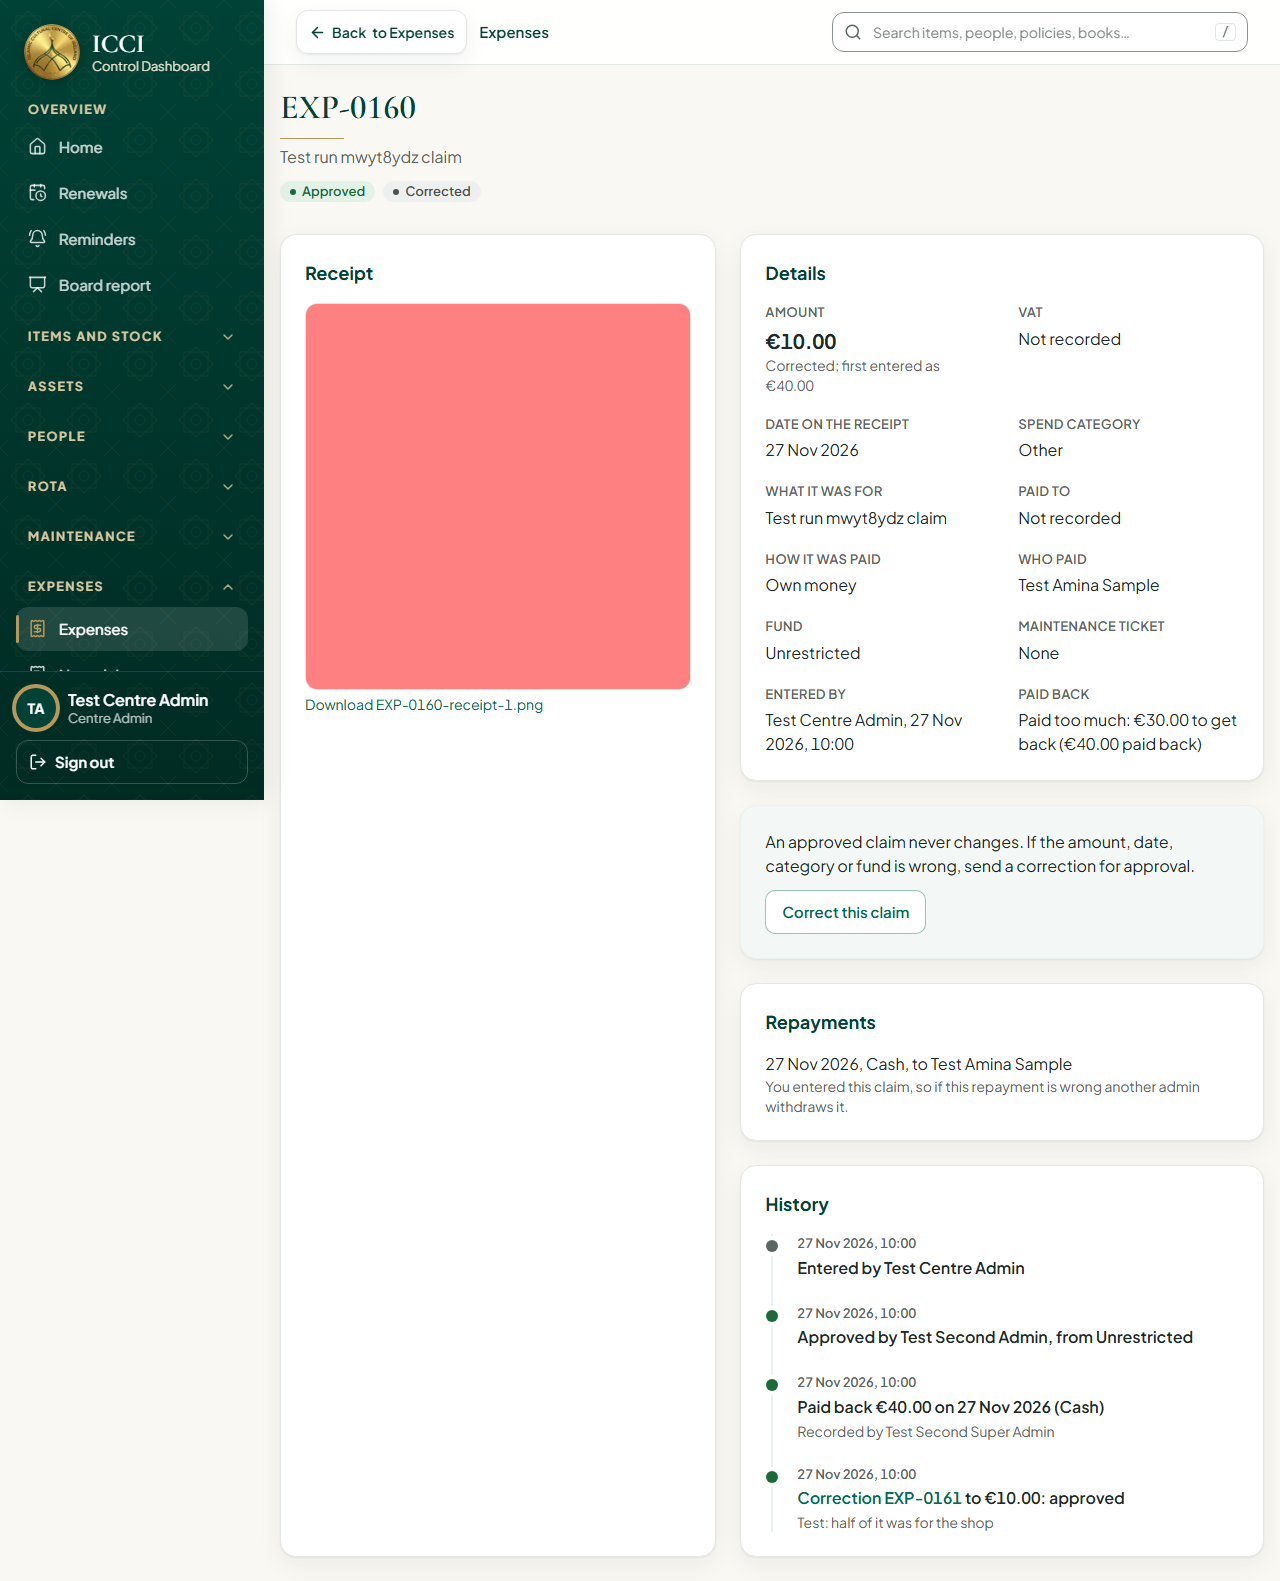 ICCI
Control Dashboard
OVERVIEW
Home
Renewals
Reminders
Board report
ITEMS AND STOCK
ASSETS
PEOPLE
ROTA
MAINTENANCE
EXPENSES
Expenses
TA
Test Centre Admin
Centre Admin
Sign out
Back to Expenses
Expenses
Search items, people, policies, books…
/
EXP-0160
Test run mwyt8ydz claim
Approved
Corrected
Receipt
Download EXP-0160-receipt-1.png
Details
AMOUNT
€10.00
Corrected; first entered as
€40.00
VAT
Not recorded
DATE ON THE RECEIPT
27 Nov 2026
SPEND CATEGORY
Other
WHAT IT WAS FOR
Test run mwyt8ydz claim
PAID TO
Not recorded
HOW IT WAS PAID
Own money
WHO PAID
Test Amina Sample
FUND
Unrestricted
MAINTENANCE TICKET
None
ENTERED BY
Test Centre Admin, 27 Nov
2026, 10:00
PAID BACK
Paid too much: €30.00 to get
back (€40.00 paid back)
An approved claim never changes. If the amount, date,
category or fund is wrong, send a correction for approval.
Correct this claim
Repayments
27 Nov 2026, Cash, to Test Amina Sample
You entered this claim, so if this repayment is wrong another admin
withdraws it.
History
27 Nov 2026, 10:00
Entered by Test Centre Admin
27 Nov 2026, 10:00
Approved by Test Second Admin, from Unrestricted
27 Nov 2026, 10:00
Paid back €40.00 on 27 Nov 2026 (Cash)
Recorded by Test Second Super Admin
27 Nov 2026, 10:00
Correction EXP-0161 to €10.00: approved
Test: half of it was for the shop